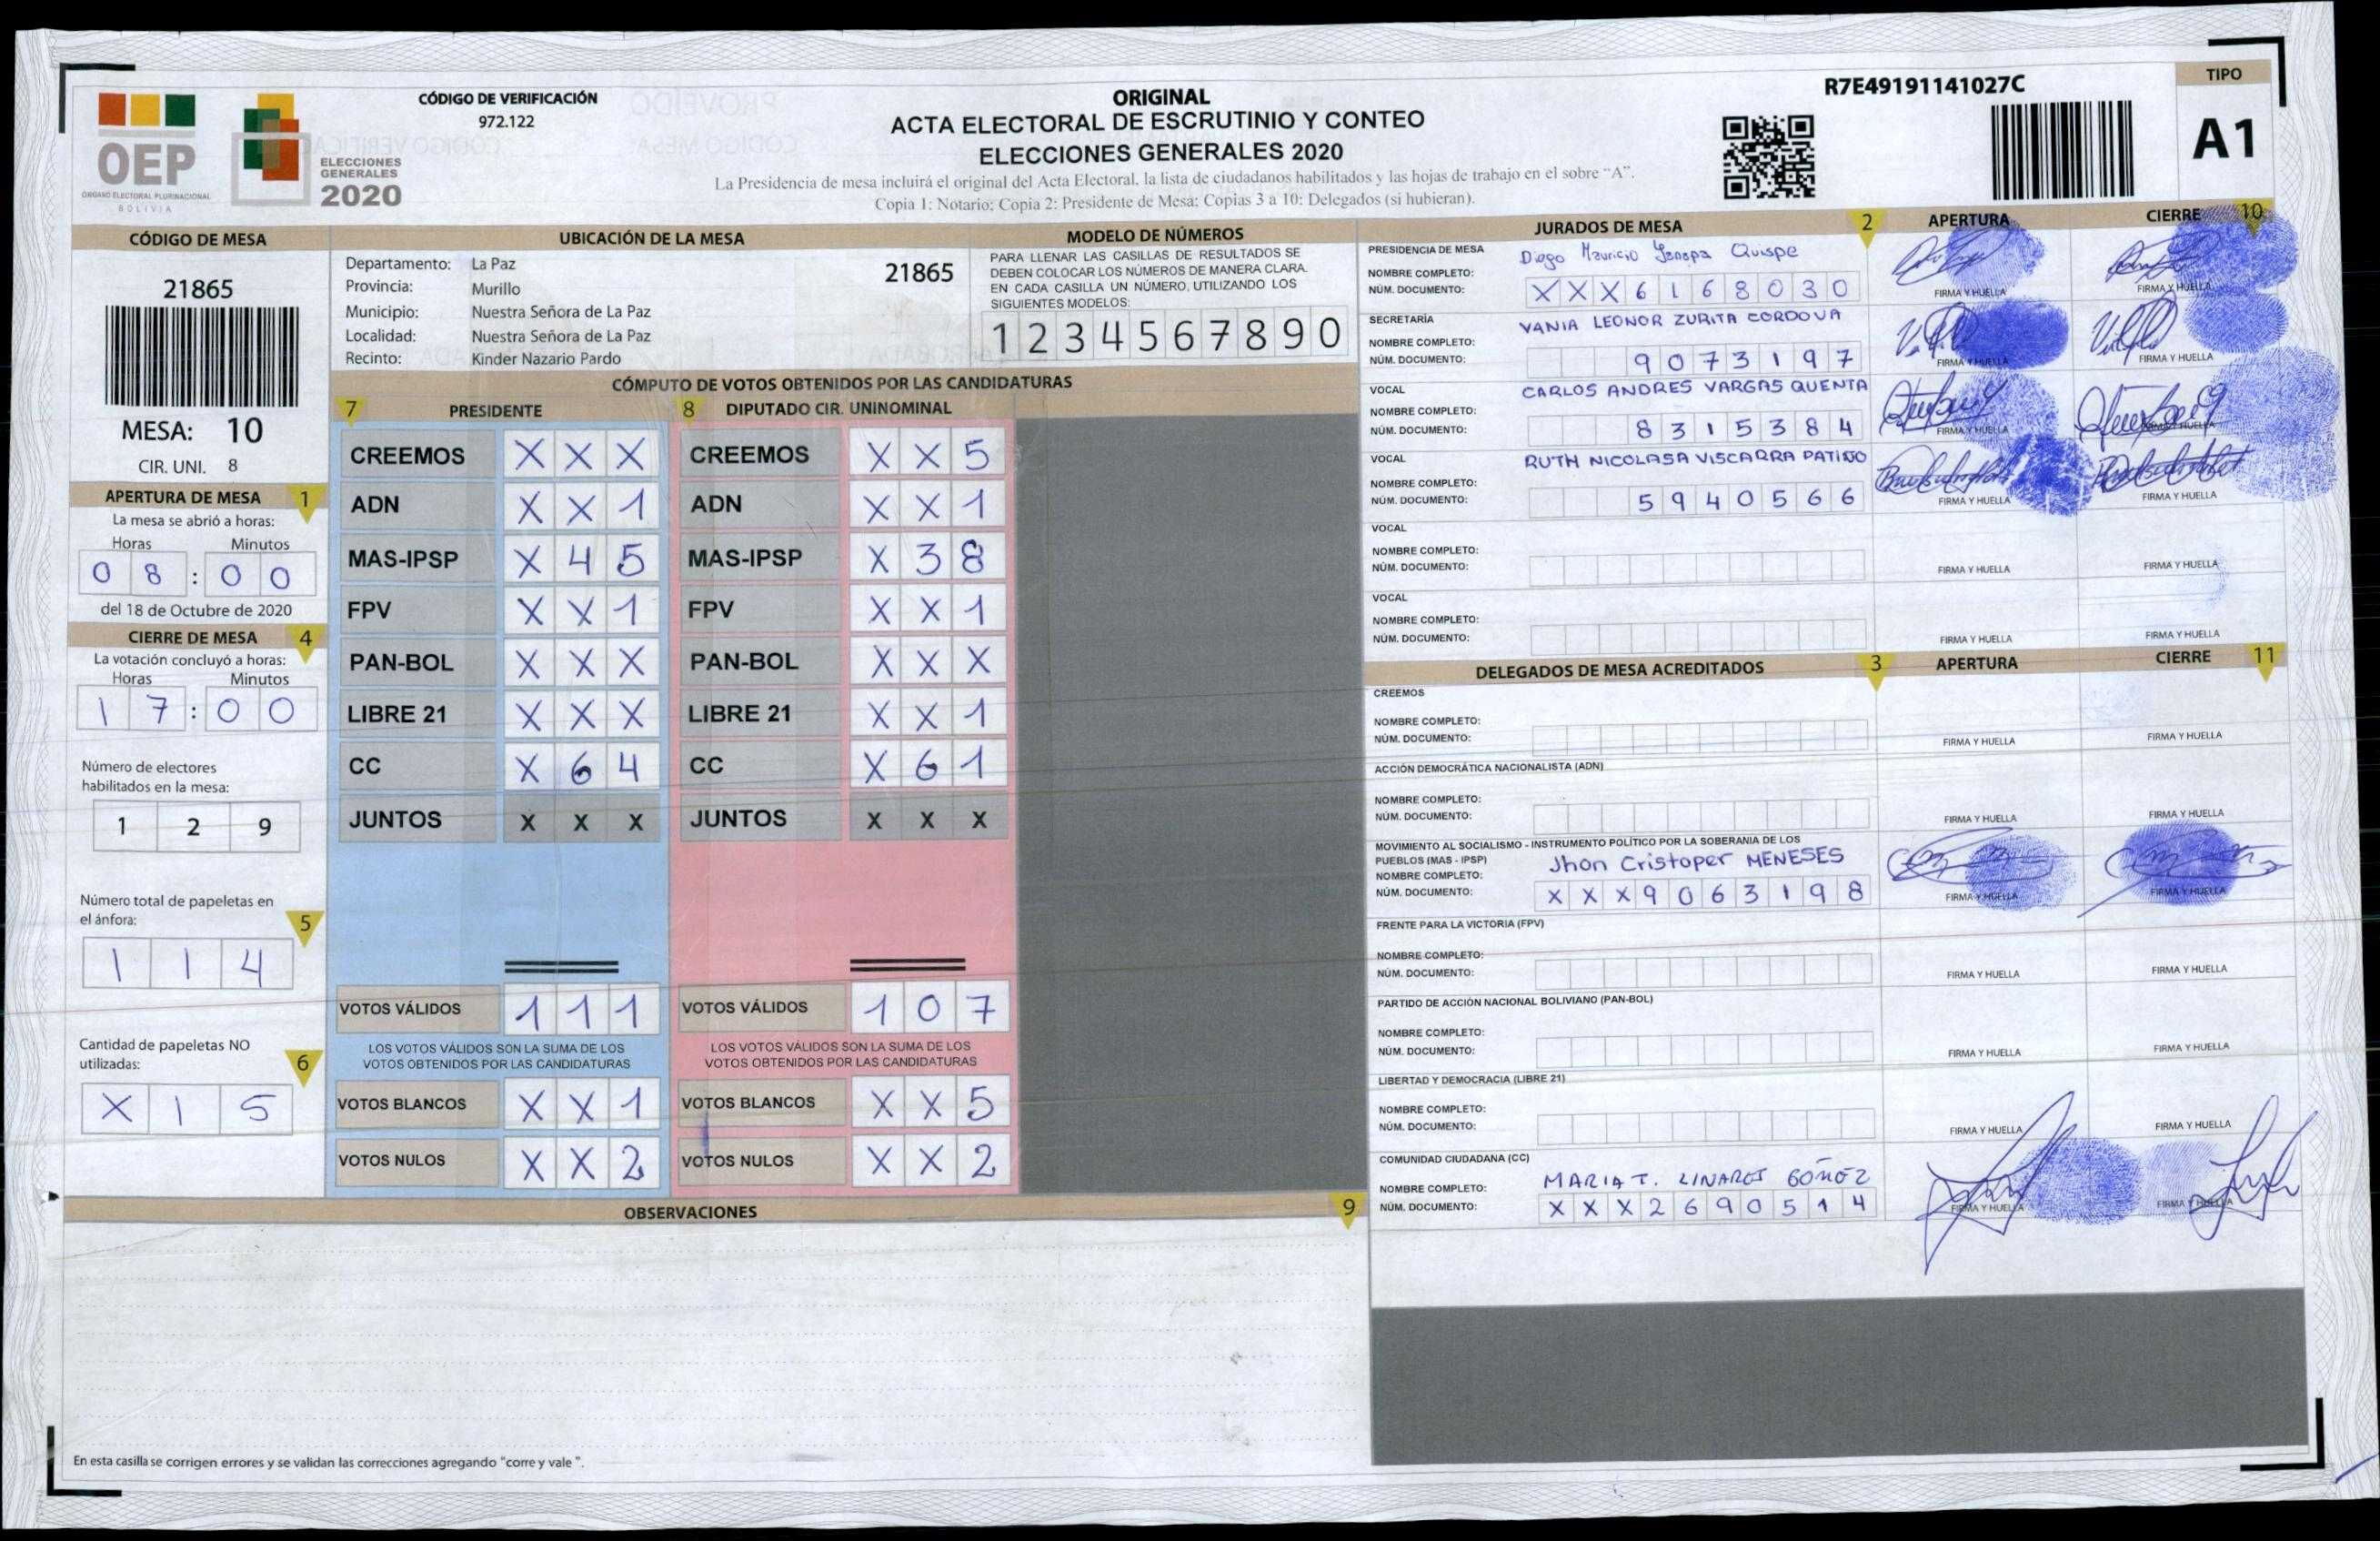 CÓDIGO DE VERIFICACIÓN
972.122
OEP
ÓRGANO ELECTORAL PLURINACIONAL
BOLIVIA
ELECCIONES
GENERALES
2020
ORIGINAL
ACTA ELECTORAL DE ESCRUTINIO Y CONTEO
ELECCIONES GENERALES 2020
La Presidencia de mesa incluirá el original del Acta Electoral, la lista de ciudadanos habilitados y las hojas de trabajo en el sobre “A”.
Copia 1: Notario; Copia 2: Presidente de Mesa; Copias 3 a 10: Delegados (si hubieran).
R7E49191141027C
TIPO
A1
CÓDIGO DE MESA
21865
MESA: 10
CIR. UNI. 8
APERTURA DE MESA 1
La mesa se abrió a horas:
Horas Minutos
0 8 : 0 0
del 18 de Octubre de 2020
CIERRE DE MESA 4
La votación concluyó a horas:
Horas Minutos
1 7 : 0 0
Número de electores
habilitados en la mesa:
1 2 9
Número total de papeletas en
el ánfora: 5
1 1 4
Cantidad de papeletas NO
utilizadas: 6
X 1 5
UBICACIÓN DE LA MESA
Departamento: La Paz 21865
Provincia: Murillo
Municipio: Nuestra Señora de La Paz
Localidad: Nuestra Señora de La Paz
Recinto: Kinder Nazario Pardo
MODELO DE NÚMEROS
PARA LLENAR LAS CASILLAS DE RESULTADOS SE
DEBEN COLOCAR LOS NÚMEROS DE MANERA CLARA.
EN CADA CASILLA UN NÚMERO, UTILIZANDO LOS
SIGUIENTES MODELOS:
1 2 3 4 5 6 7 8 9 0
CÓMPUTO DE VOTOS OBTENIDOS POR LAS CANDIDATURAS
7 PRESIDENTE 8 DIPUTADO CIR. UNINOMINAL
CREEMOS X X X CREEMOS X X 5
ADN X X 1 ADN X X 1
MAS-IPSP X 4 5 MAS-IPSP X 3 8
FPV X X 1 FPV X X 1
PAN-BOL X X X PAN-BOL X X X
LIBRE 21 X X X LIBRE 21 X X 1
CC X 6 4 CC X 6 1
JUNTOS X X X JUNTOS X X X
VOTOS VÁLIDOS 1 1 1 VOTOS VÁLIDOS 1 0 7
LOS VOTOS VÁLIDOS SON LA SUMA DE LOS LOS VOTOS VÁLIDOS SON LA SUMA DE LOS
VOTOS OBTENIDOS POR LAS CANDIDATURAS VOTOS OBTENIDOS POR LAS CANDIDATURAS
VOTOS BLANCOS X X 1 VOTOS BLANCOS X X 5
VOTOS NULOS X X 2 VOTOS NULOS X X 2
OBSERVACIONES 9
En esta casilla se corrigen errores y se validan las correcciones agregando "corre y vale ".
JURADOS DE MESA 2 APERTURA CIERRE 10
PRESIDENCIA DE MESA
NOMBRE COMPLETO: Diego Mauricio Quispe
NÚM. DOCUMENTO: X X X 6 1 6 8 0 3 0 FIRMA Y HUELLA FIRMA Y HUELLA
SECRETARÍA
NOMBRE COMPLETO: VANIA LEONOR ZURITA CORDOVA
NÚM. DOCUMENTO: 9 0 7 3 1 9 7 FIRMA Y HUELLA FIRMA Y HUELLA
VOCAL
NOMBRE COMPLETO: CARLOS ANDRES VARGAS QUENTA
NÚM. DOCUMENTO: 8 3 1 5 3 8 4 FIRMA Y HUELLA FIRMA Y HUELLA
VOCAL
NOMBRE COMPLETO: RUTH NICOLASA VISCARRA PATIÑO
NÚM. DOCUMENTO: 5 9 4 0 5 6 6 FIRMA Y HUELLA FIRMA Y HUELLA
VOCAL
NOMBRE COMPLETO:
NÚM. DOCUMENTO: FIRMA Y HUELLA FIRMA Y HUELLA
VOCAL
NOMBRE COMPLETO:
NÚM. DOCUMENTO: FIRMA Y HUELLA FIRMA Y HUELLA
DELEGADOS DE MESA ACREDITADOS 3 APERTURA CIERRE 11
CREEMOS
NOMBRE COMPLETO:
NÚM. DOCUMENTO: FIRMA Y HUELLA FIRMA Y HUELLA
ACCIÓN DEMOCRÁTICA NACIONALISTA (ADN)
NOMBRE COMPLETO:
NÚM. DOCUMENTO: FIRMA Y HUELLA FIRMA Y HUELLA
MOVIMIENTO AL SOCIALISMO - INSTRUMENTO POLÍTICO POR LA SOBERANIA DE LOS
PUEBLOS (MAS - IPSP)
NOMBRE COMPLETO: Jhon Cristoper MENESES
NÚM. DOCUMENTO: X X X 9 0 6 3 1 9 8 FIRMA Y HUELLA FIRMA Y HUELLA
FRENTE PARA LA VICTORIA (FPV)
NOMBRE COMPLETO:
NÚM. DOCUMENTO: FIRMA Y HUELLA FIRMA Y HUELLA
PARTIDO DE ACCIÓN NACIONAL BOLIVIANO (PAN-BOL)
NOMBRE COMPLETO:
NÚM. DOCUMENTO: FIRMA Y HUELLA FIRMA Y HUELLA
LIBERTAD Y DEMOCRACIA (LIBRE 21)
NOMBRE COMPLETO:
NÚM. DOCUMENTO: FIRMA Y HUELLA FIRMA Y HUELLA
COMUNIDAD CIUDADANA (CC)
NOMBRE COMPLETO: MARIA T. LINARES GÓMEZ
NÚM. DOCUMENTO: X X X 2 6 9 0 5 1 4 FIRMA Y HUELLA FIRMA Y HUELLA